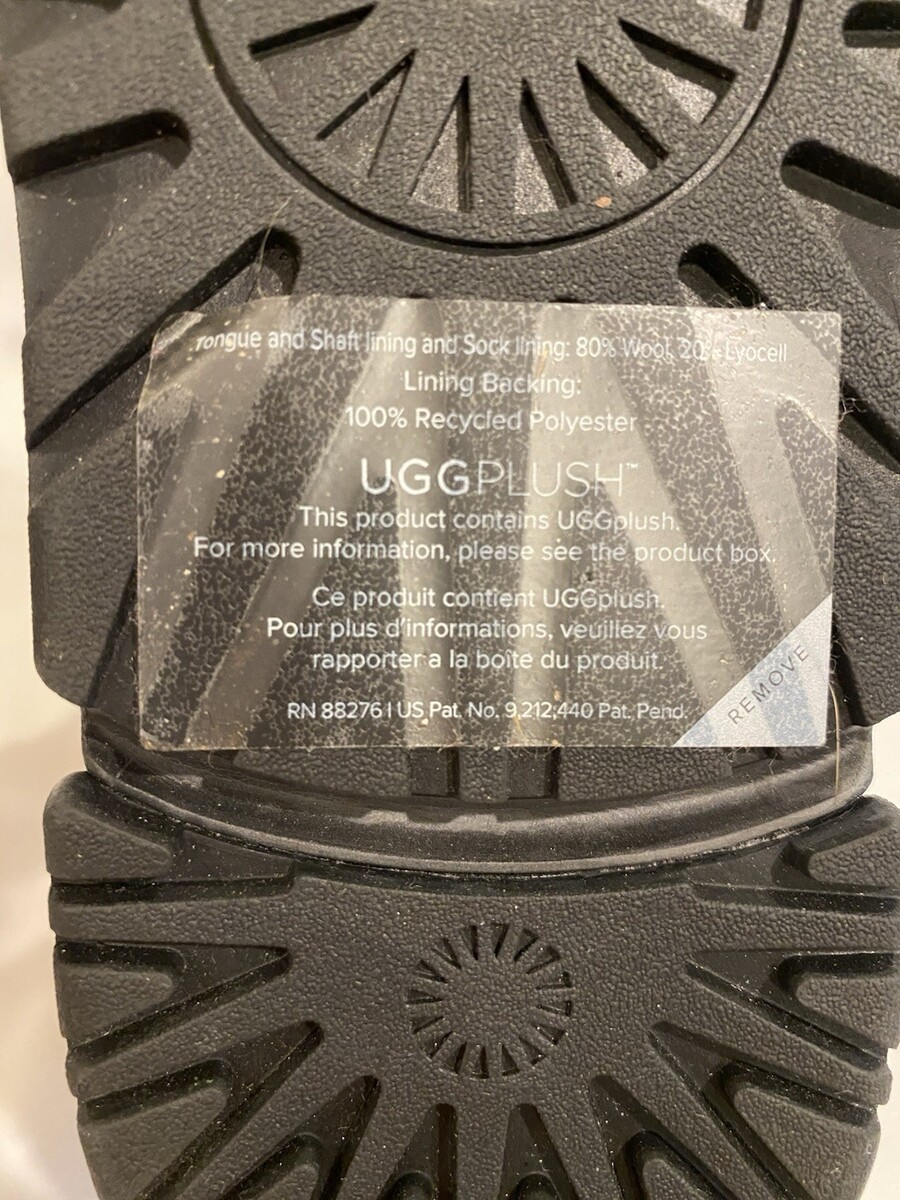 Tongue and Shaft lining and Sock lining: 80% Wool, 20% Lyocell
Lining Backing:
100% Recycled Polyester
UGGPLUSH™
This product contains UGGplush.
For more information, please see the product box.
Ce produit contient UGGplush.
Pour plus d'informations, veuillez vous
rapporter a la boîte du produit.
RN 88276 | US Pat. No. 9,212,440 Pat. Pend.
REMOVE